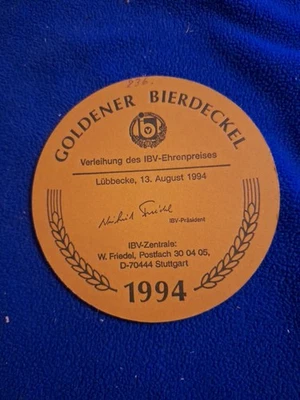 GOLDENER BIERDECKEL
Verleihung des IBV-Ehrenpreises
Lübbecke, 13. August 1994
IBV-Präsident
IBV-Zentrale:
W. Friedel, Postfach 30 04 05,
D-70444 Stuttgart
1994